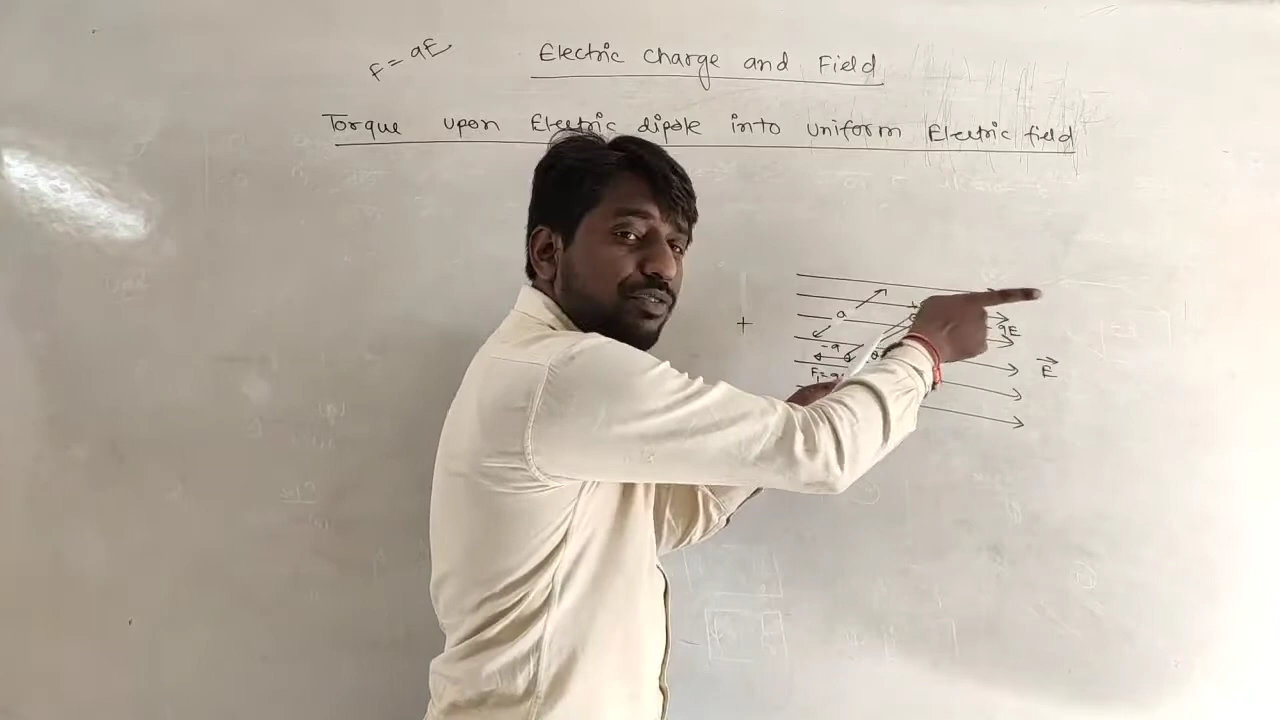 F = qE
Electric Charge and Field
Torque upon Electric dipole into uniform Electric field
+
a
qE
-q
θ
E